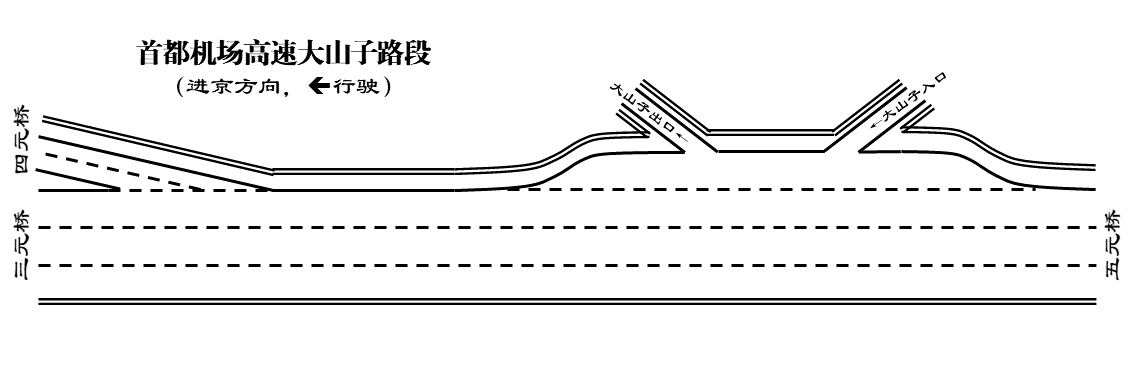 首都机场高速大山子路段
(进京方向，←行驶)
大山子出口←
←大山子入口
四元桥
三元桥
五元桥